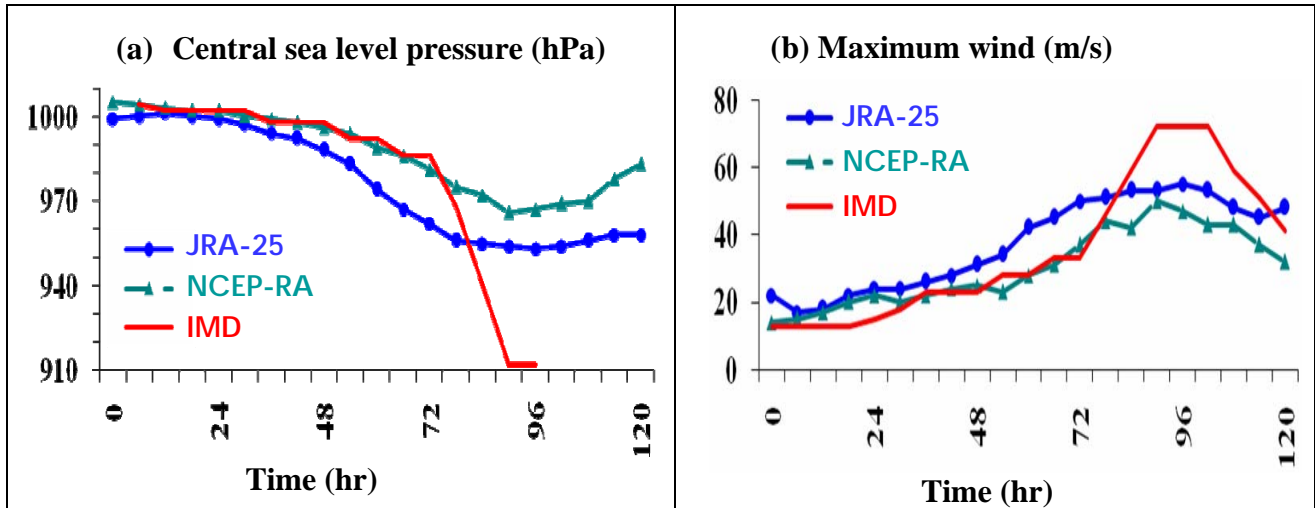 (a) Central sea level pressure (hPa)
1000
970
940
910
JRA-25
NCEP-RA
IMD
0
24
48
72
96
120
Time (hr)
(b) Maximum wind (m/s)
80
60
40
20
0
JRA-25
NCEP-RA
IMD
0
24
48
72
96
120
Time (hr)